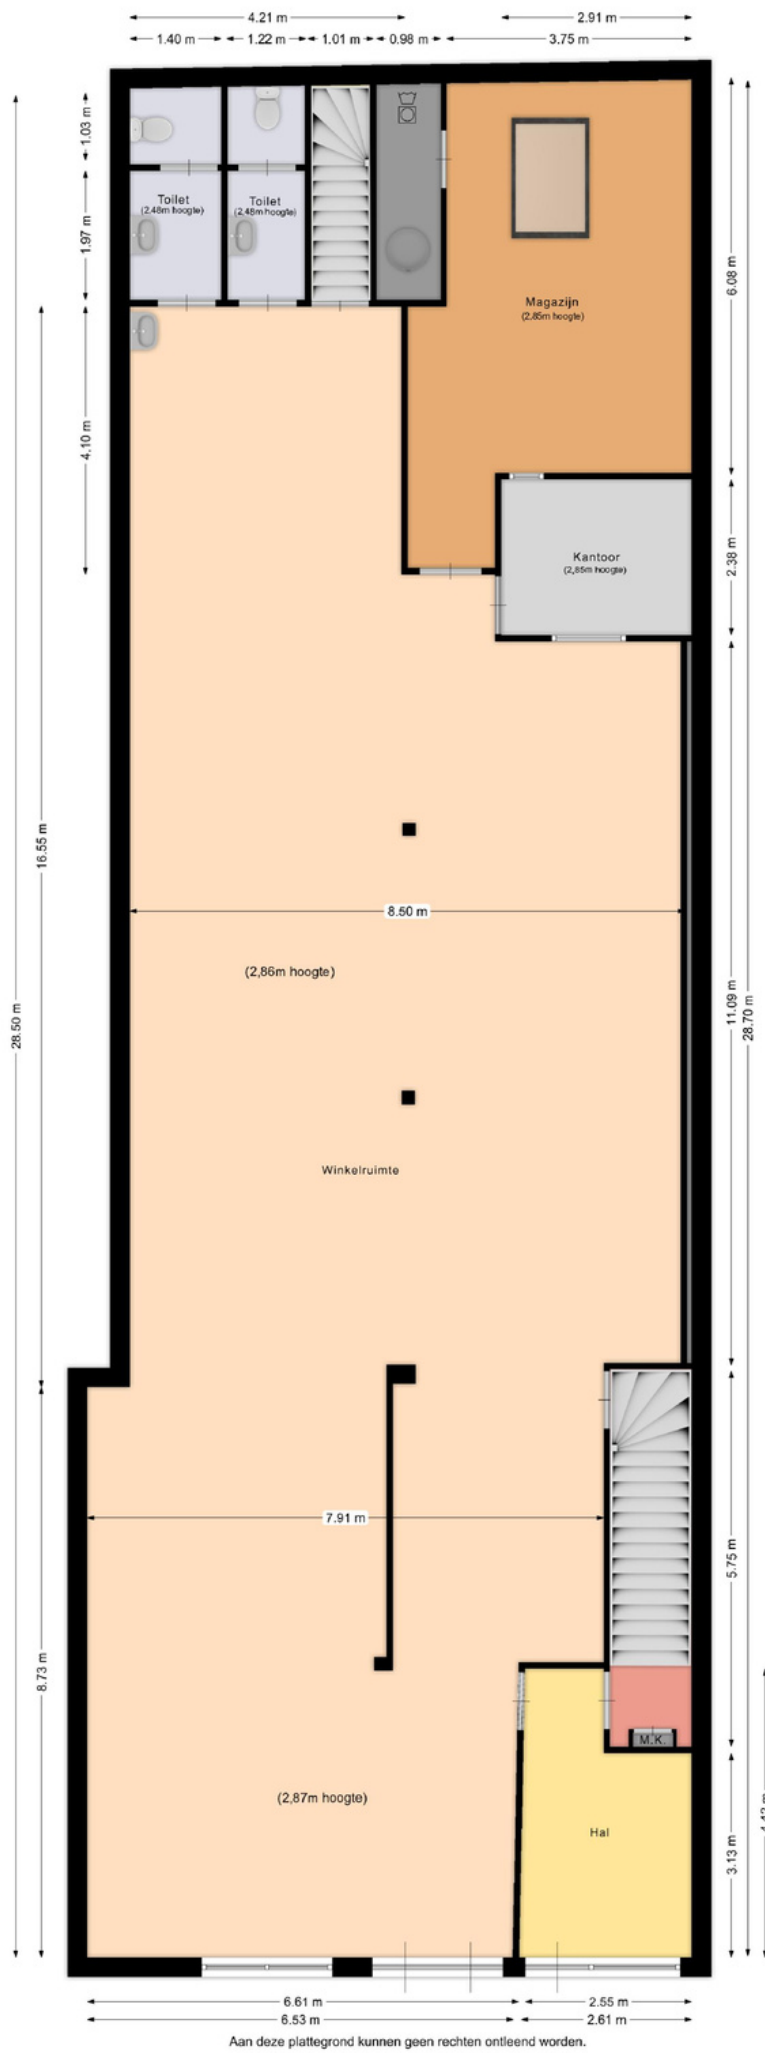 4.21 m
2.91 m
1.40 m
1.22 m
1.01 m
0.98 m
3.75 m
1.03 m
1.97 m
4.10 m
16.55 m
28.50 m
8.73 m
6.08 m
2.38 m
11.09 m
28.70 m
5.75 m
3.13 m
Toilet
(2,48m hoogte)
Toilet
(2,48m hoogte)
Magazijn
(2,85m hoogte)
Kantoor
(2,85m hoogte)
8.50 m
(2,86m hoogte)
Winkelruimte
7.91 m
M.K.
(2,87m hoogte)
Hal
6.61 m
2.55 m
6.53 m
2.61 m
Aan deze plattegrond kunnen geen rechten ontleend worden.